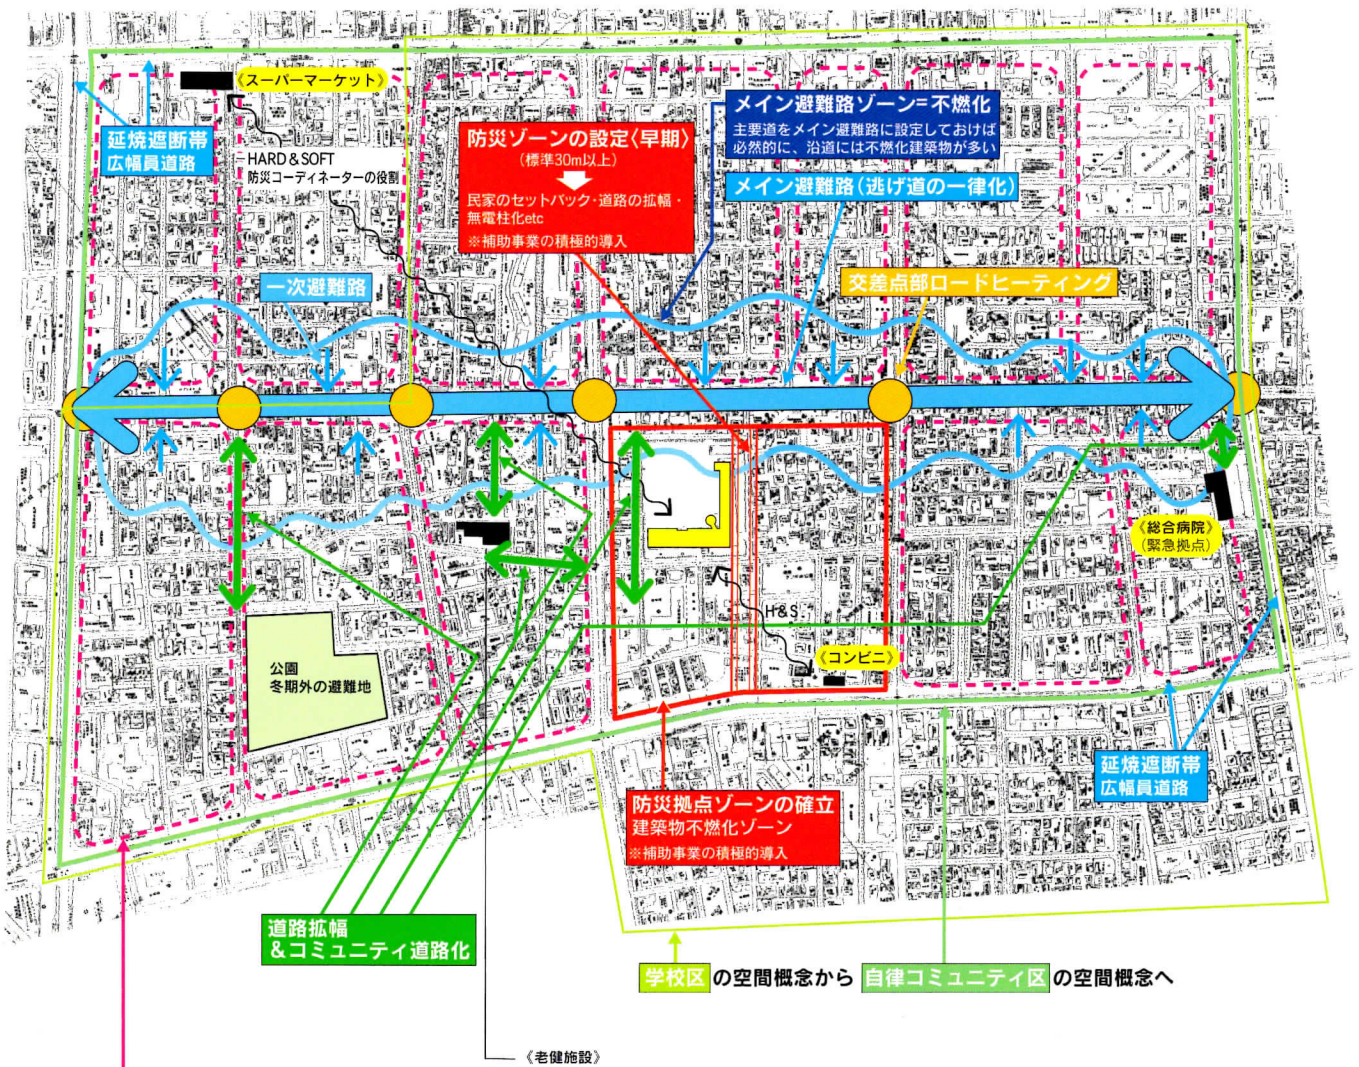 《スーパーマーケット》
延焼遮断帯
広幅員道路
HARD & SOFT
防災コーディネーターの役割
防災ゾーンの設定〈早期〉
(標準30m以上)
民家のセットバック・道路の拡幅・
無電柱化etc
※補助事業の積極的導入
メイン避難路ゾーン=不燃化
主要道をメイン避難路に設定しておけば
必然的に、沿道には不燃化建築物が多い
メイン避難路(逃げ道の一律化)
一次避難路
交差点部ロードヒーティング
《総合病院》
(緊急拠点)
H&S
《コンビニ》
公園
冬期外の避難地
延焼遮断帯
広幅員道路
防災拠点ゾーンの確立
建築物不燃化ゾーン
※補助事業の積極的導入
道路拡幅
&コミュニティ道路化
学校区 の空間概念から 自律コミュニティ区 の空間概念へ
《老健施設》